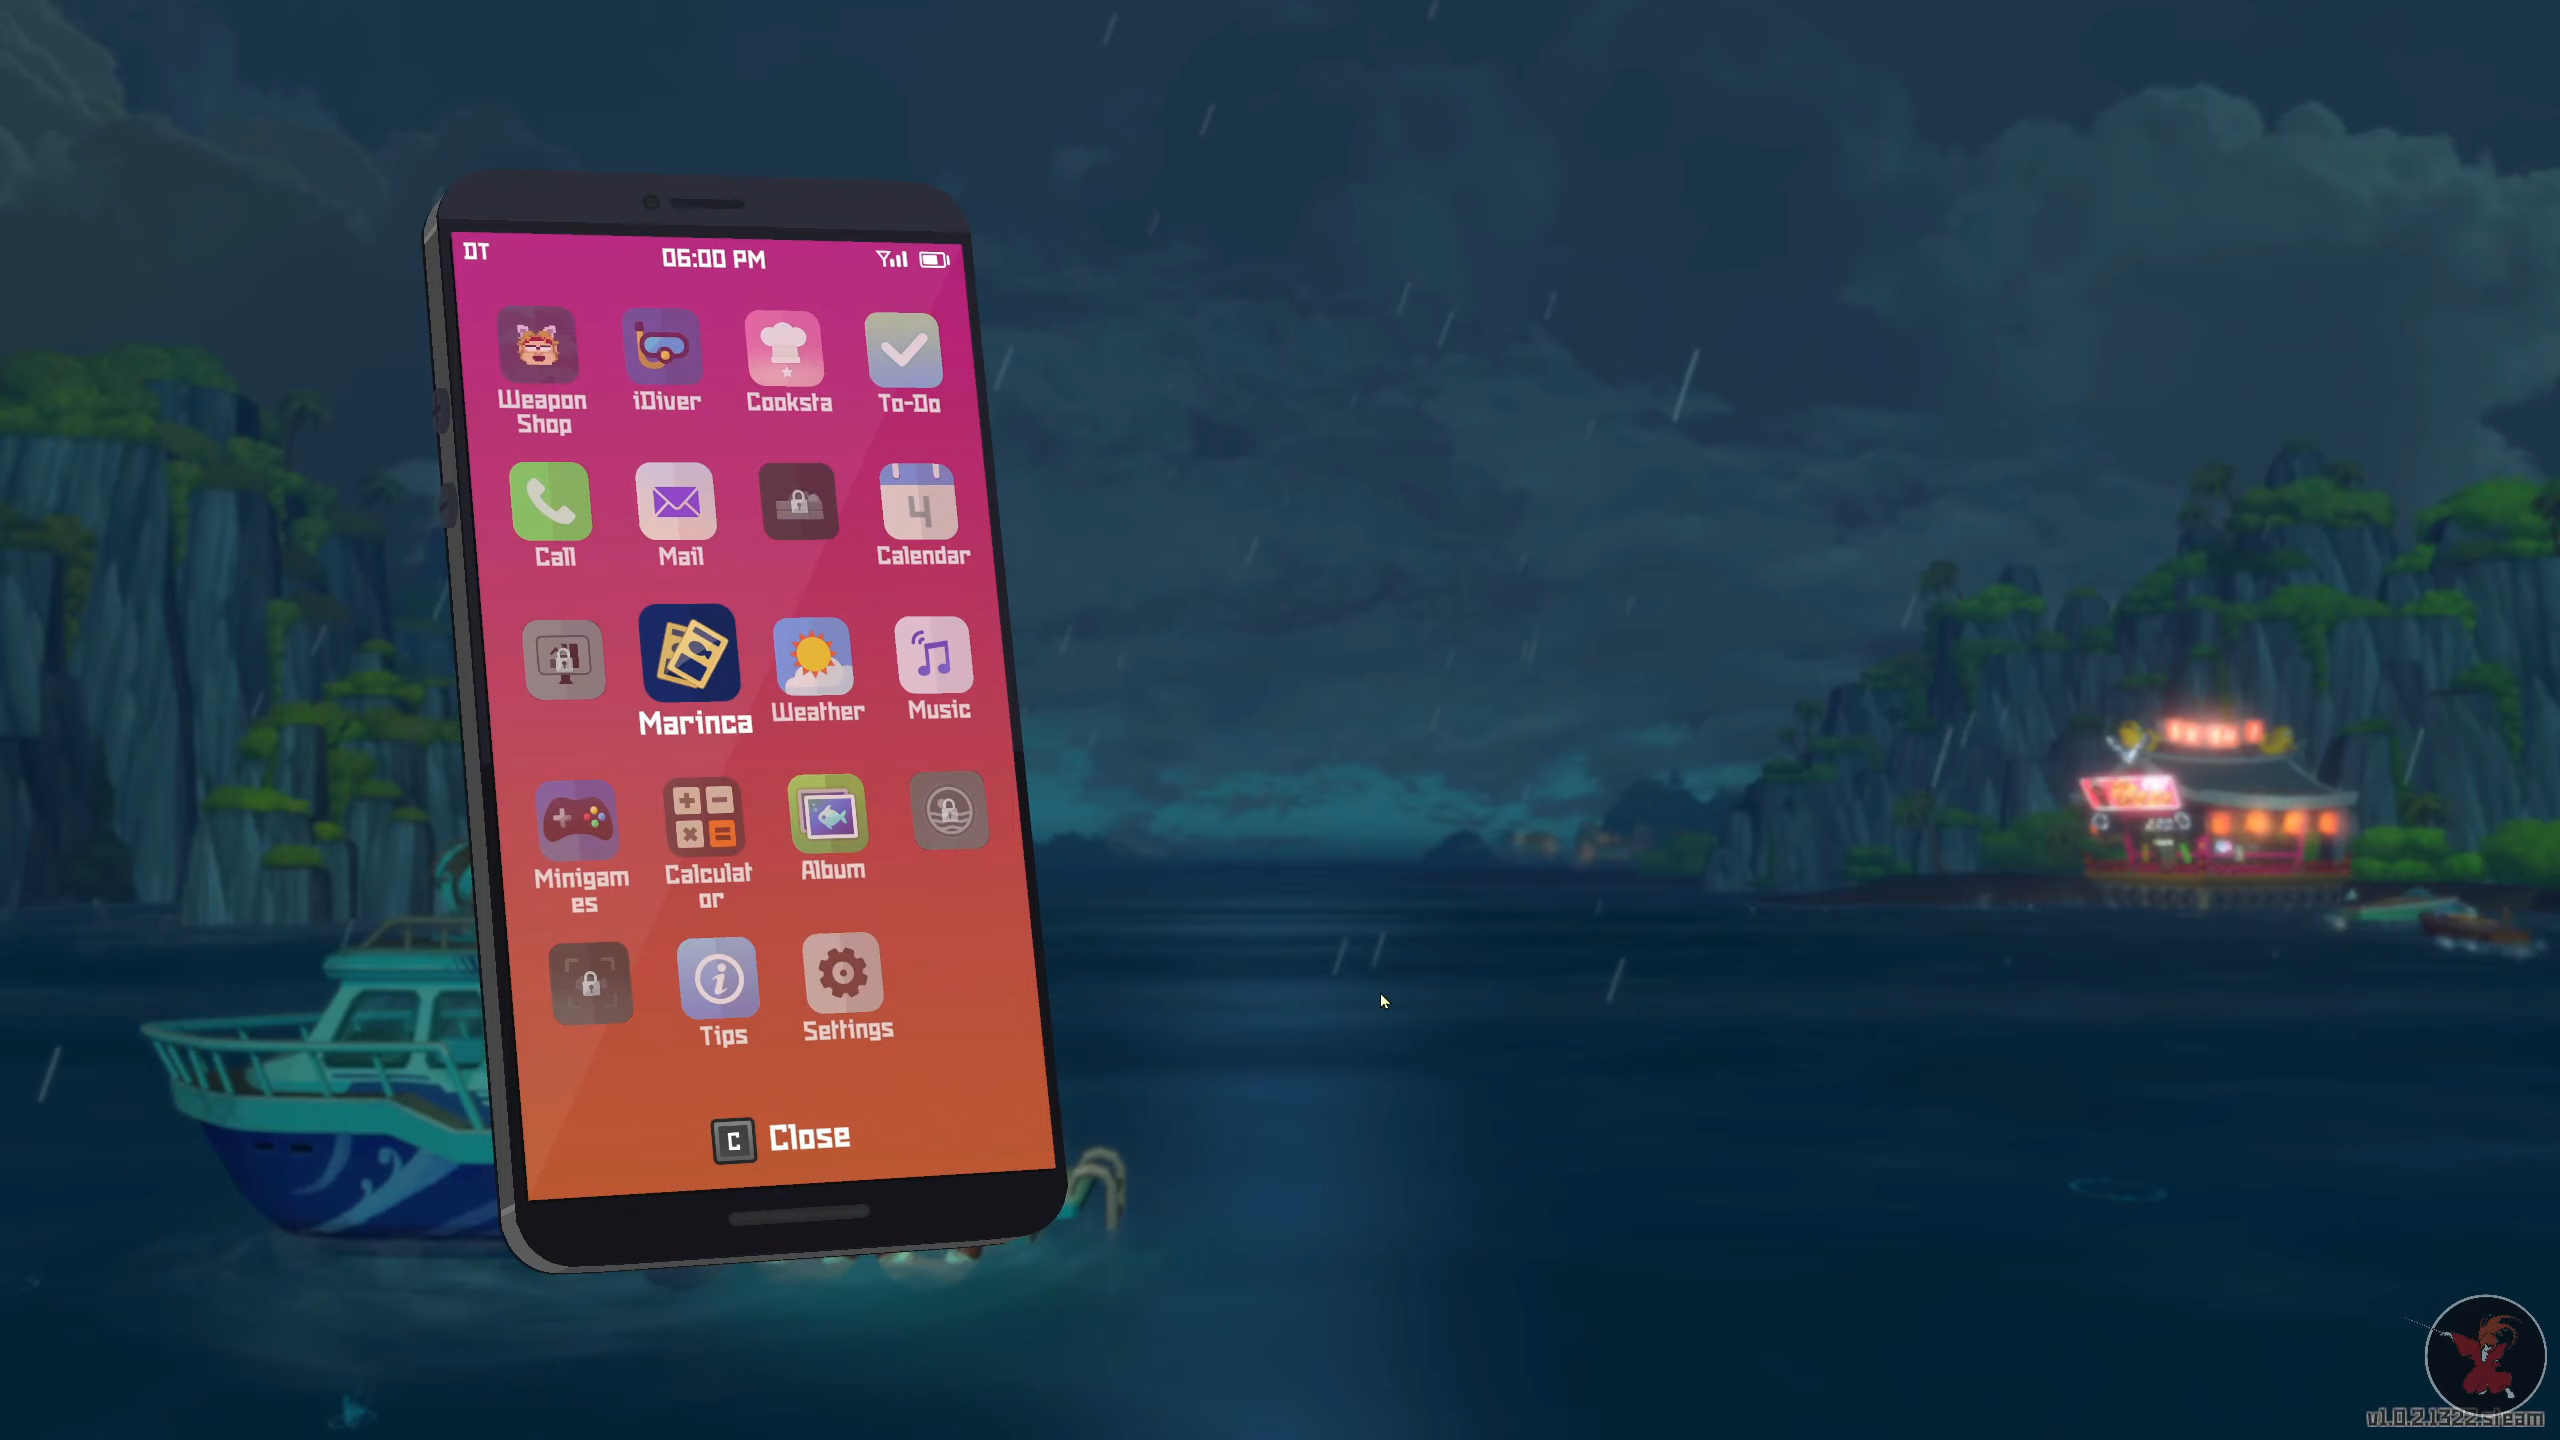 DT
06:00 PM
Weapon
Shop
iDiver
Cooksta
To-Do
Call
Mail
4
Calendar
Marinca
Weather
Music
Minigam
es
Calculat
or
Album
Tips
Settings
C Close
v1.0.2.1322.steam